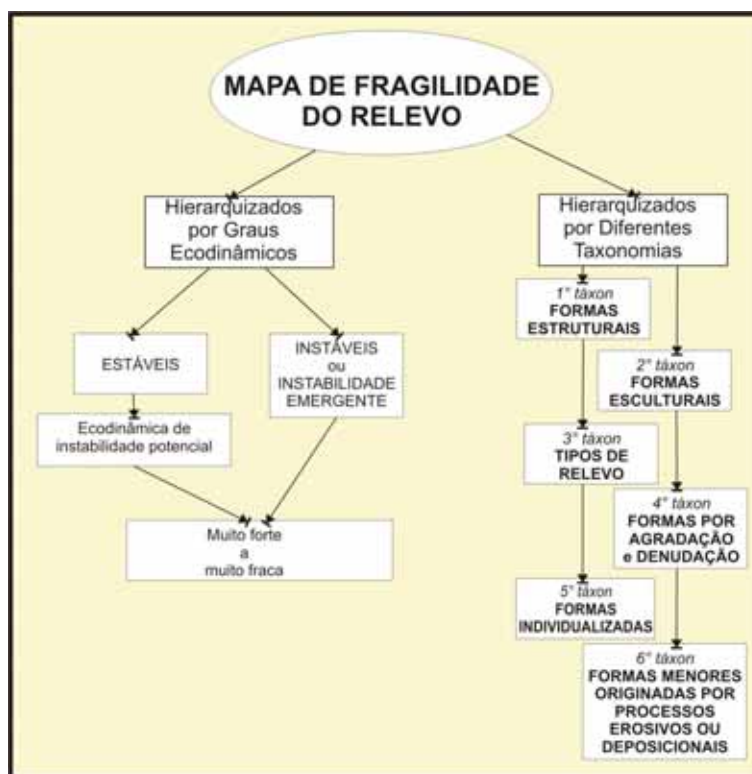 MAPA DE FRAGILIDADE
DO RELEVO
Hierarquizados
por Graus
Ecodinâmicos
ESTÁVEIS
INSTÁVEIS
ou
INSTABILIDADE
EMERGENTE
Ecodinâmica de
instabilidade potencial
Muito forte
a
muito fraca
Hierarquizados
por Diferentes
Taxonomias
1° táxon
FORMAS
ESTRUTURAIS
2° táxon
FORMAS
ESCULTURAIS
3° táxon
TIPOS DE
RELEVO
4° táxon
FORMAS POR
AGRADAÇÃO
e DENUDAÇÃO
5° táxon
FORMAS
INDIVIDUALIZADAS
6° táxon
FORMAS MENORES
ORIGINADAS POR
PROCESSOS
EROSIVOS OU
DEPOSICIONAIS